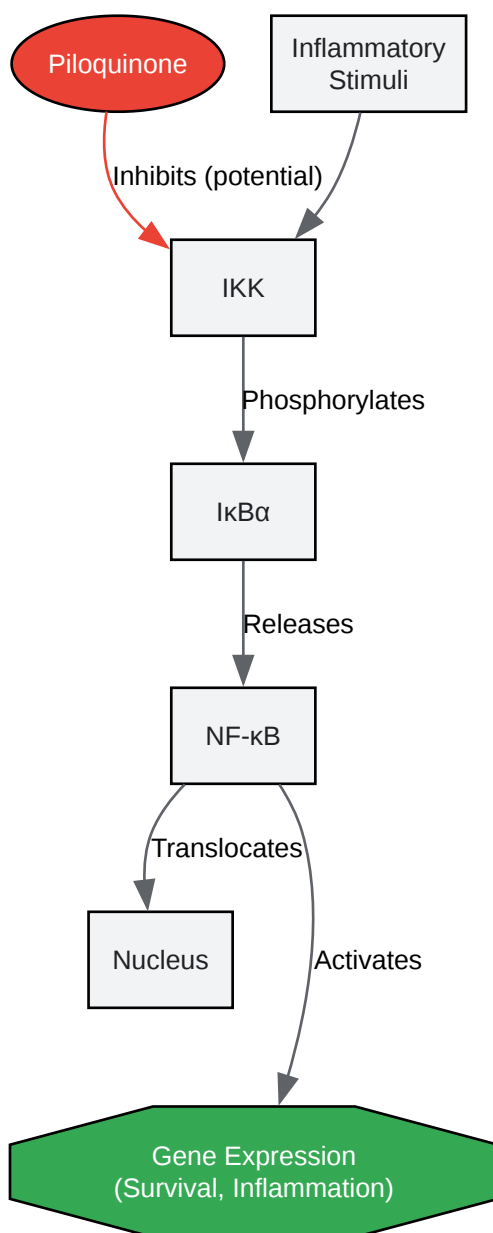 Piloquinone
Inflammatory
Stimuli
Inhibits (potential)
IKK
Phosphorylates
IκBα
Releases
NF-κB
Translocates
Nucleus
Activates
Gene Expression
(Survival, Inflammation)